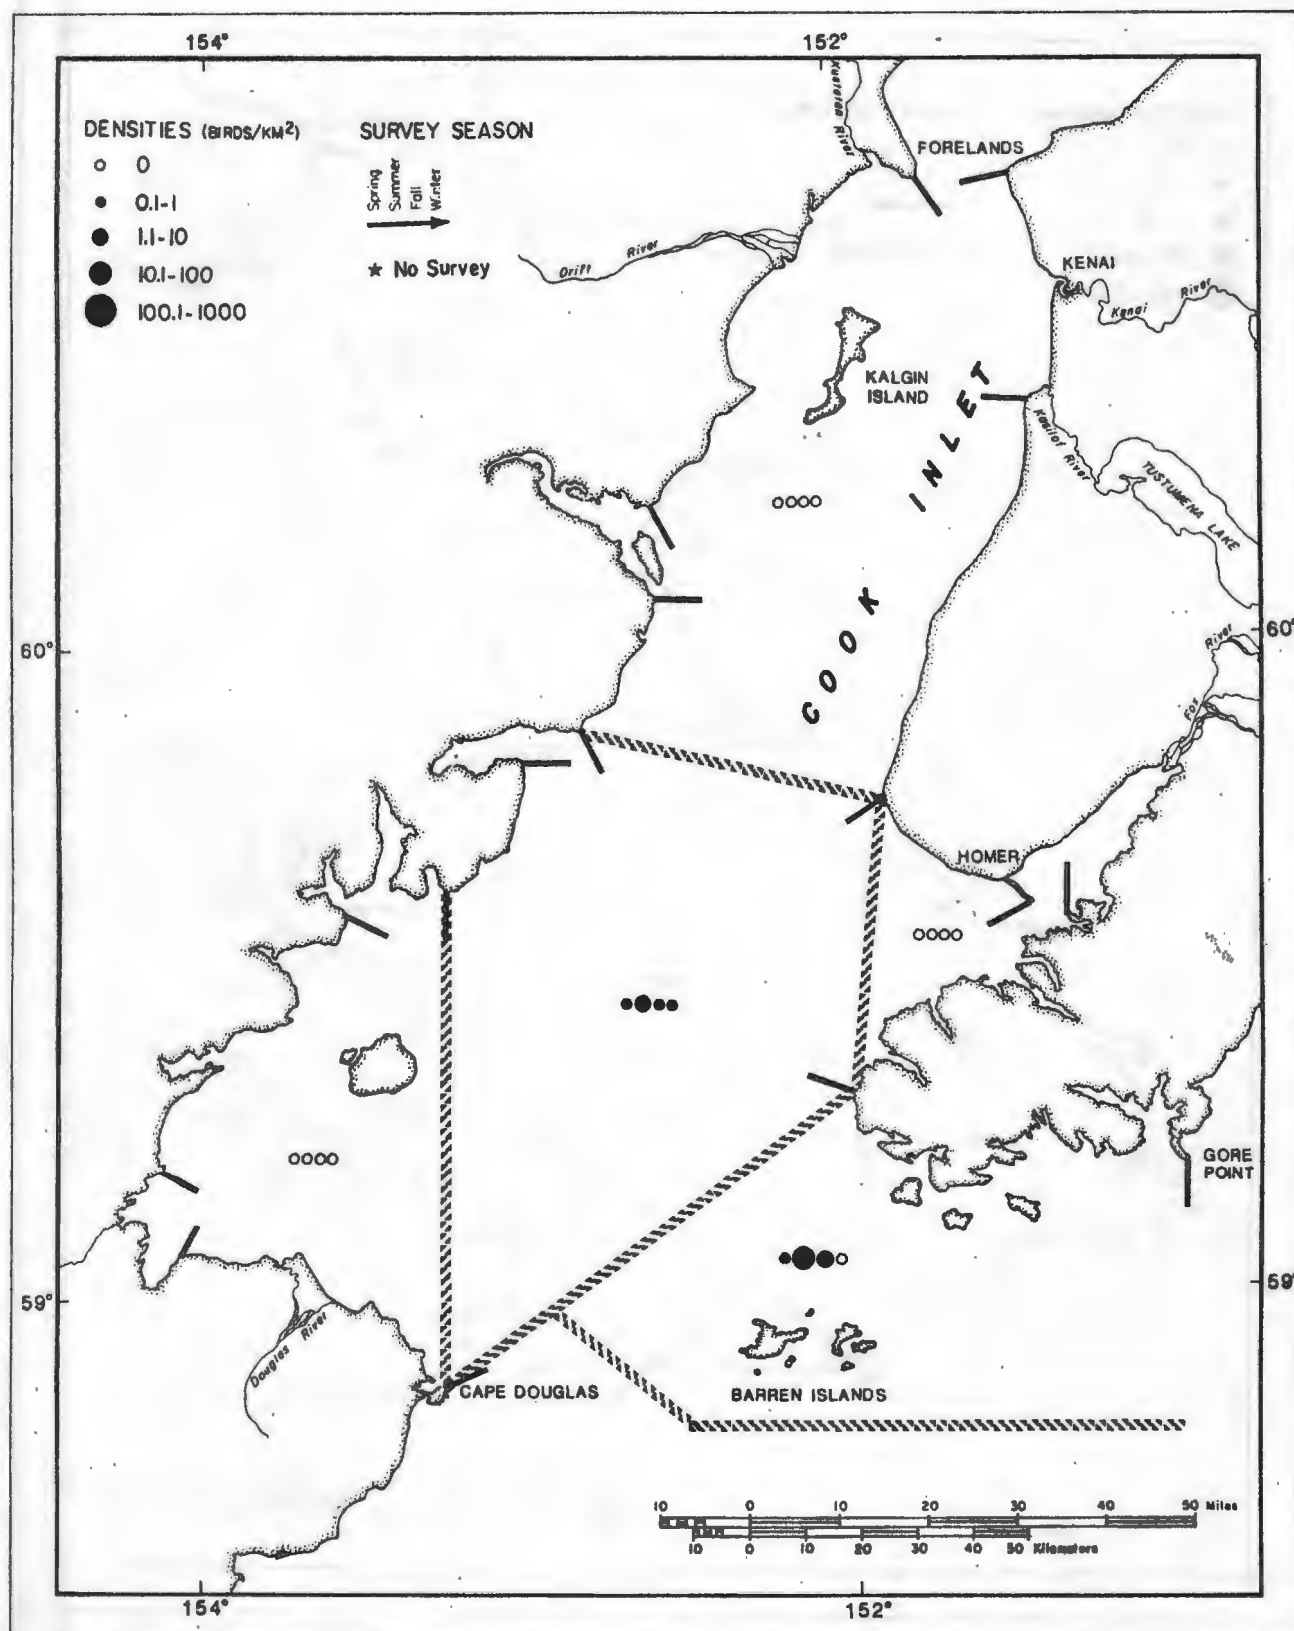 154°
152°
DENSITIES (BIRDS/KM²)
0
0.1-1
1.1-10
10.1-100
100.1-1000
SURVEY SEASON
Spring
Summer
Fall
Winter
★ No Survey
River
FORELANDS
Drift River
KENAI
Kenai River
KALGIN
ISLAND
COOK INLET
Kasilof River
TUSTUMENA LAKE
60°
60°
Fox River
HOMER
GORE
POINT
59°
59°
Douglas River
CAPE DOUGLAS
BARREN ISLANDS
10 0 10 20 30 40 50 Miles
10 0 10 20 30 40 50 Kilometers
154°
152°